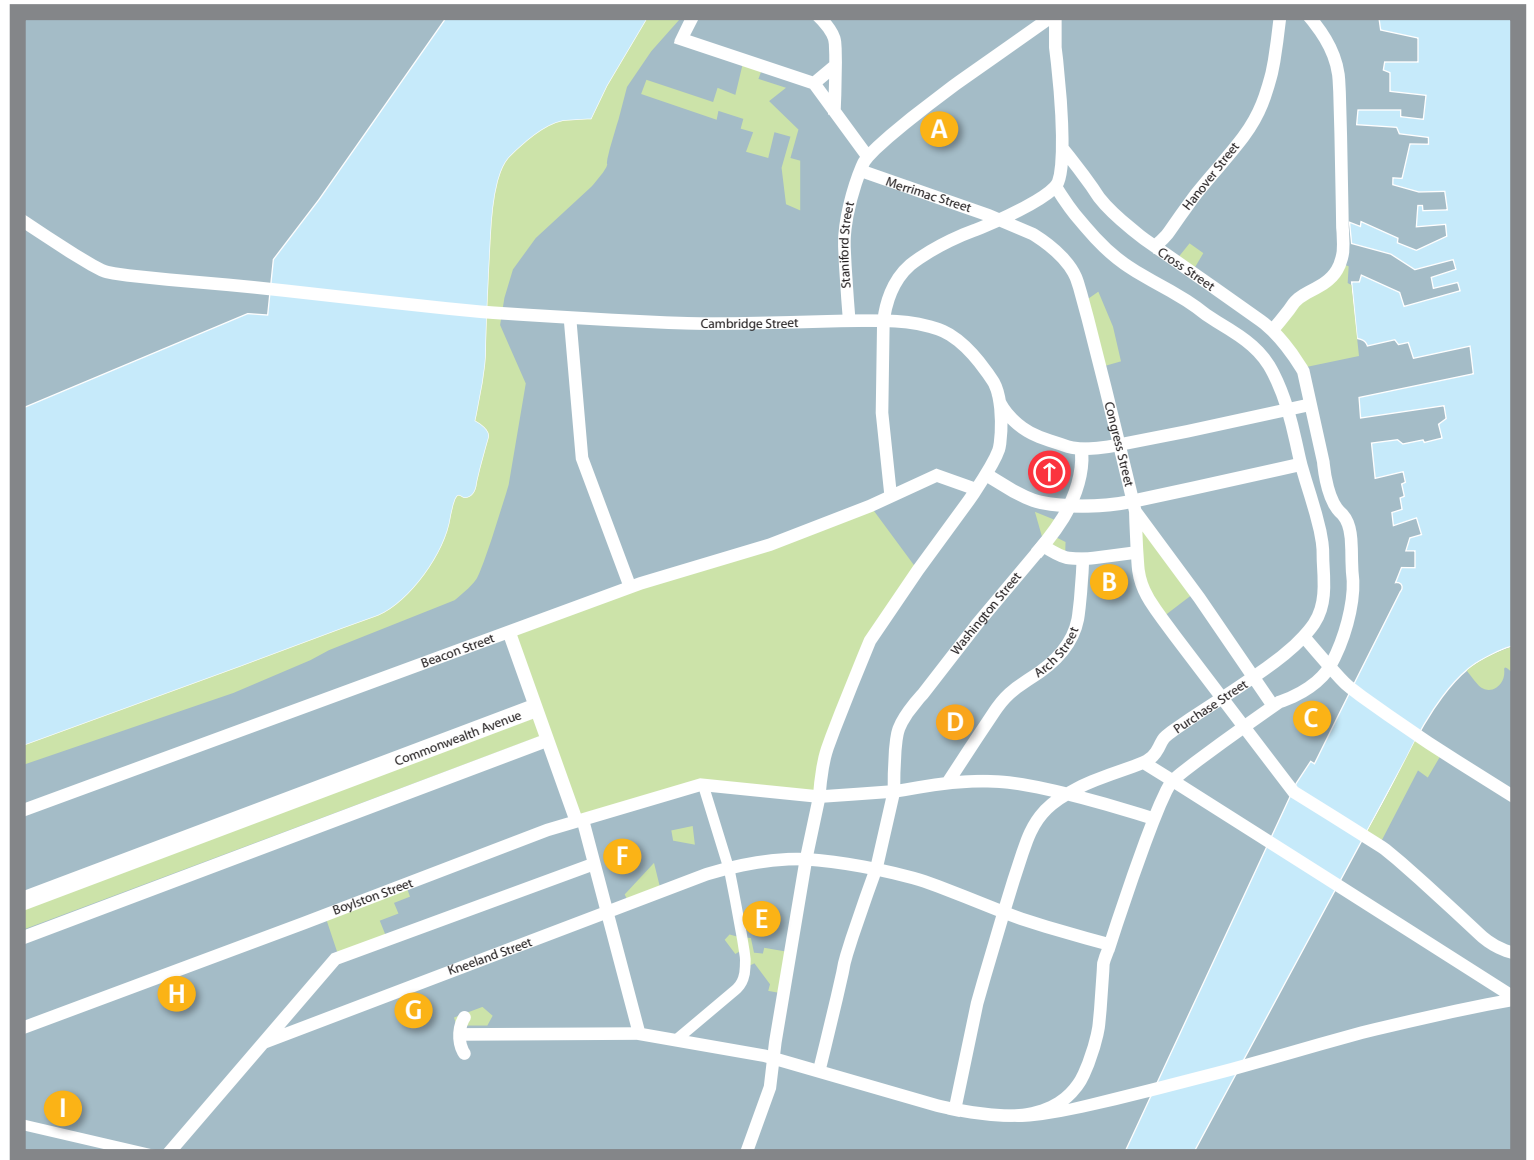 A
Hanover Street
Merrimac Street
Staniford Street
Cross Street
Cambridge Street
Congress Street
B
Washington Street
Arch Street
Beacon Street
Purchase Street
Commonwealth Avenue
D
C
F
Boylston Street
E
Kneeland Street
H
G
I